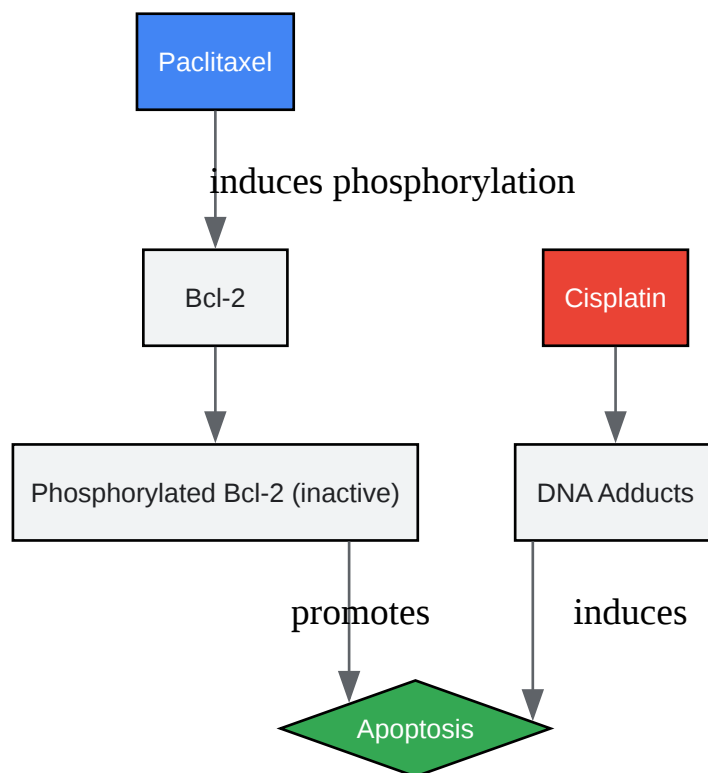 Paclitaxel
induces phosphorylation
Bcl-2
Cisplatin
Phosphorylated Bcl-2 (inactive)
DNA Adducts
promotes
induces
Apoptosis